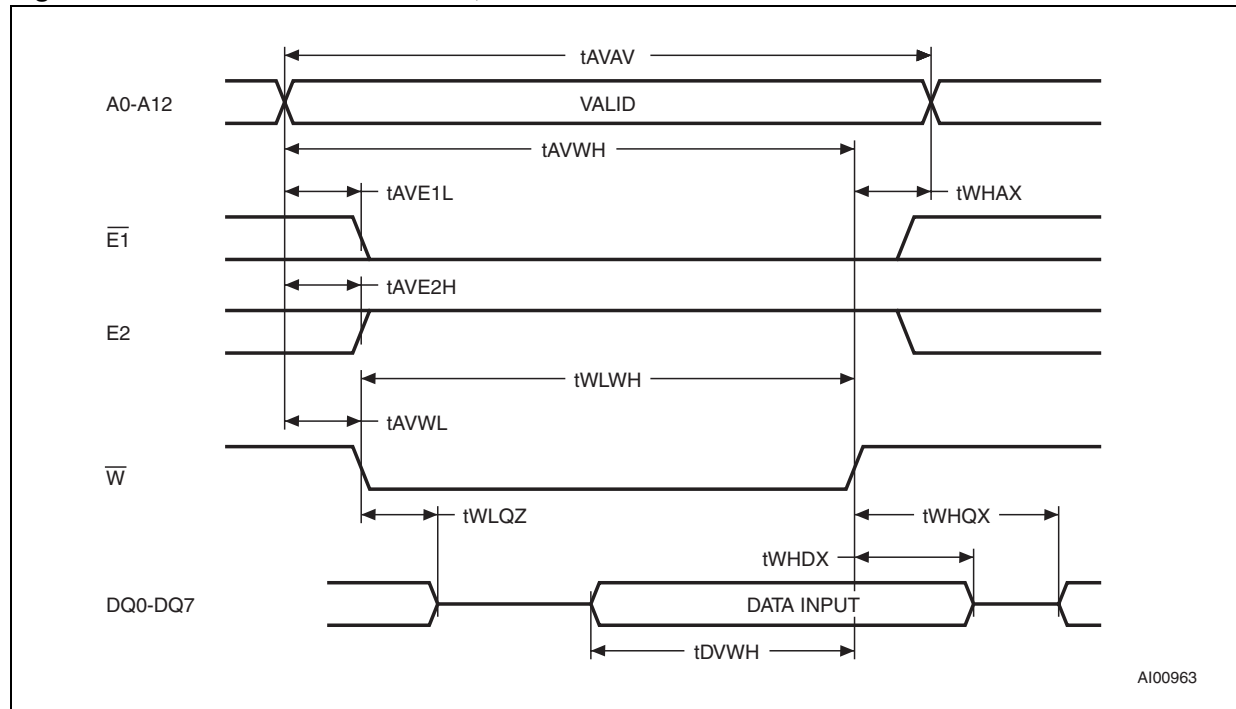 tAVAV
A0-A12
VALID
tAVWH
tAVE1L
tWHAX
E1
tAVE2H
E2
tWLWH
tAVWL
W
tWLQZ
tWHQX
tWHDX
DQ0-DQ7
DATA INPUT
tDVWH
AI00963